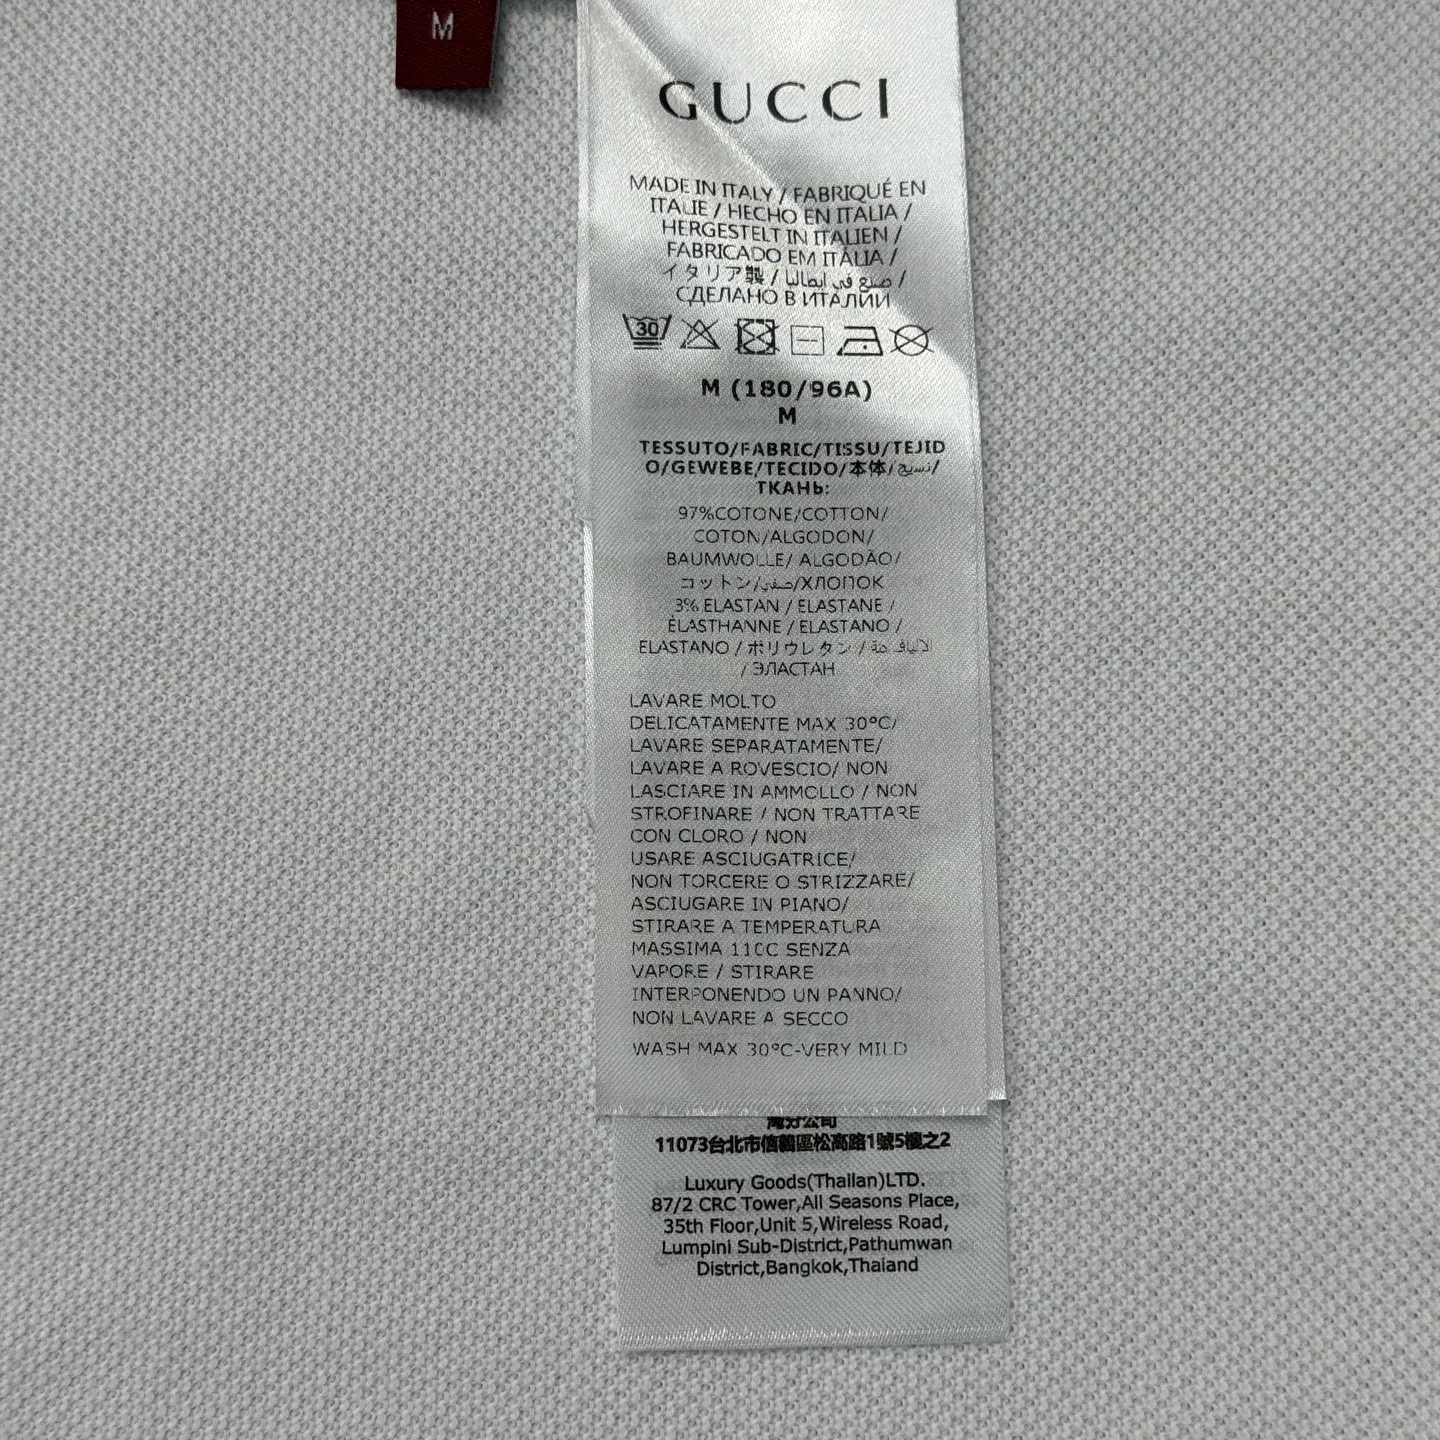 M
GUCCI
MADE IN ITALY / FABRIQUÉ EN
ITALIE / HECHO EN ITALIA /
HERGESTELT IN ITALIEN /
FABRICADO EM ITÁLIA /
イタリア製 / صنع في ايطاليا /
СДЕЛАНО В ИТАЛИИ
30
M (180/96A)
M
TESSUTO/FABRIC/TISSU/TEJID
O/GEWEBE/TECIDO/本体/نسيج/
ТКАНЬ:
97%COTONE/COTTON/
COTON/ALGODON/
BAUMWOLLE/ ALGODÃO/
コットン/صفي/ХЛОПОК
3% ELASTAN / ELASTANE /
ÉLASTHANNE / ELASTANO /
ELASTANO / ポリウレタン /
/ ЭЛАСТАН
LAVARE MOLTO
DELICATAMENTE MAX 30°C/
LAVARE SEPARATAMENTE/
LAVARE A ROVESCIO/ NON
LASCIARE IN AMMOLLO / NON
STROFINARE / NON TRATTARE
CON CLORO / NON
USARE ASCIUGATRICE/
NON TORCERE O STRIZZARE/
ASCIUGARE IN PIANO/
STIRARE A TEMPERATURA
MASSIMA 110C SENZA
VAPORE / STIRARE
INTERPONENDO UN PANNO/
NON LAVARE A SECCO
WASH MAX 30°C-VERY MILD
灣分公司
11073台北市信義區松高路1號5樓之2
Luxury Goods(Thailan)LTD.
87/2 CRC Tower,All Seasons Place,
35th Floor,Unit 5,Wireless Road,
Lumpini Sub-District,Pathumwan
District,Bangkok,Thaiand